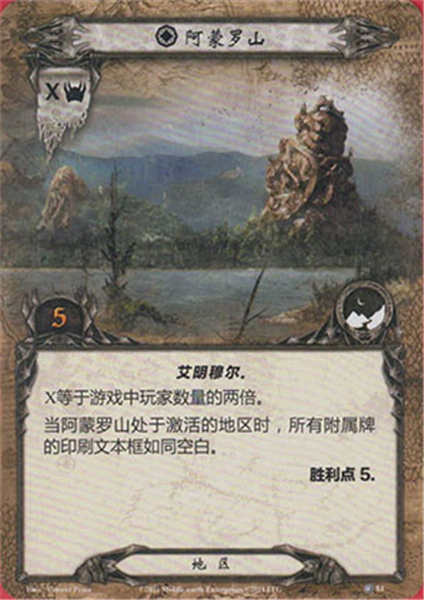 阿蒙罗山
X
5
艾明穆尔。
X等于游戏中玩家数量的两倍。
当阿蒙罗山处于激活的地区时，所有附属牌
的印刷文本框如同空白。
胜利点 5.
地区